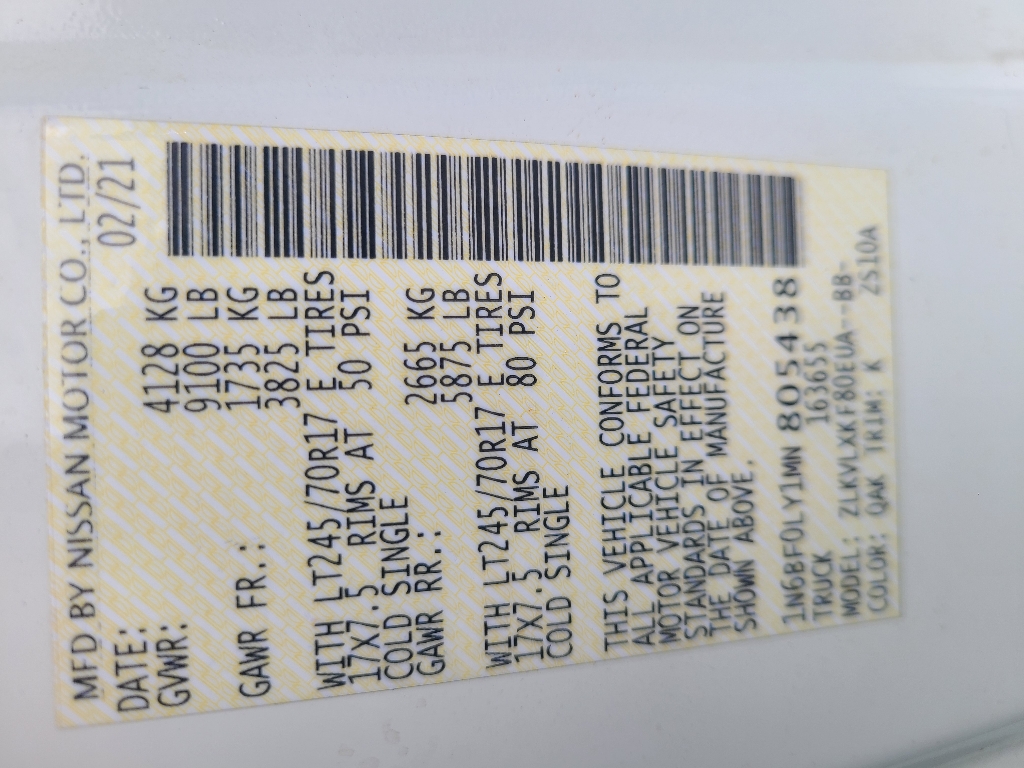 MFD BY NISSAN MOTOR CO., LTD.
DATE: 02/21
GVWR: 4128 KG
9100 LB
GAWR FR.: 1735 KG
3825 LB
WITH LT245/70R17 E TIRES
17X7.5 RIMS AT 50 PSI
COLD SINGLE
GAWR RR.: 2665 KG
5875 LB
WITH LT245/70R17 E TIRES
17X7.5 RIMS AT 80 PSI
COLD SINGLE
THIS VEHICLE CONFORMS TO
ALL APPLICABLE FEDERAL
MOTOR VEHICLE SAFETY
STANDARDS IN EFFECT ON
THE DATE OF MANUFACTURE
SHOWN ABOVE.
1N6BF0LY1MN 805438
TRUCK 163655
MODEL: ZLKVLXKF80EUA--BB-
COLOR: QAK TRIM: K ZS10A